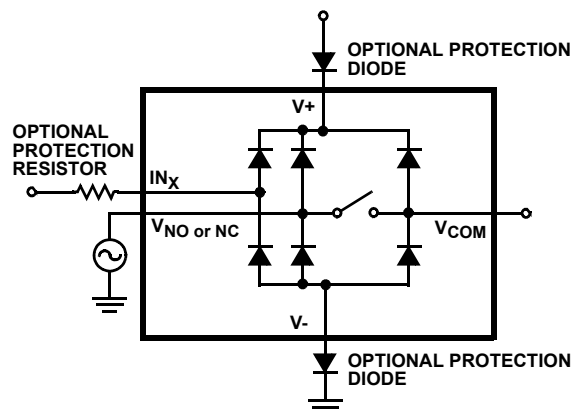 OPTIONAL PROTECTION
DIODE
V+
OPTIONAL
PROTECTION
RESISTOR
INX
VNO or NC
VCOM
V-
OPTIONAL PROTECTION
DIODE